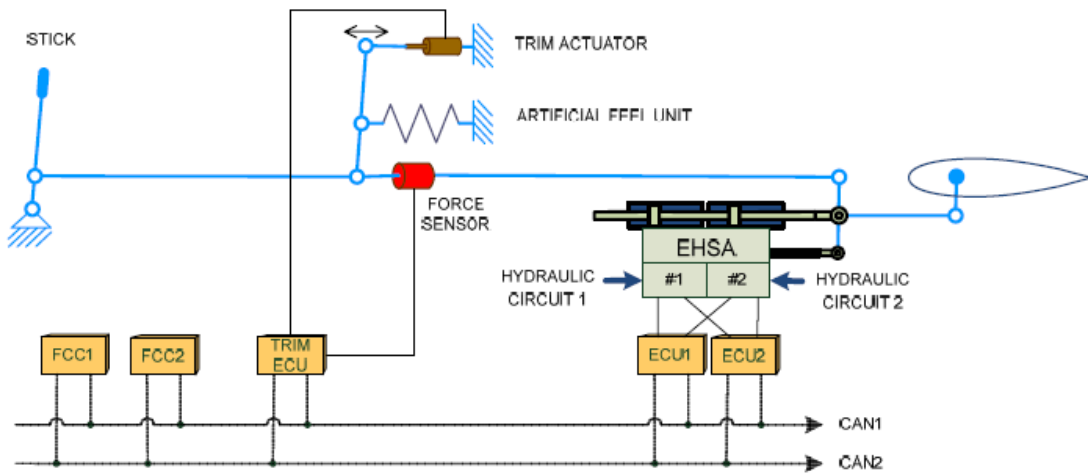 STICK
TRIM ACTUATOR
ARTIFICIAL FEEL UNIT
FORCE
SENSOR
EHSA
HYDRAULIC
CIRCUIT 1
#1
#2
HYDRAULIC
CIRCUIT 2
FCC1
FCC2
TRIM
ECU
ECU1
ECU2
CAN1
CAN2